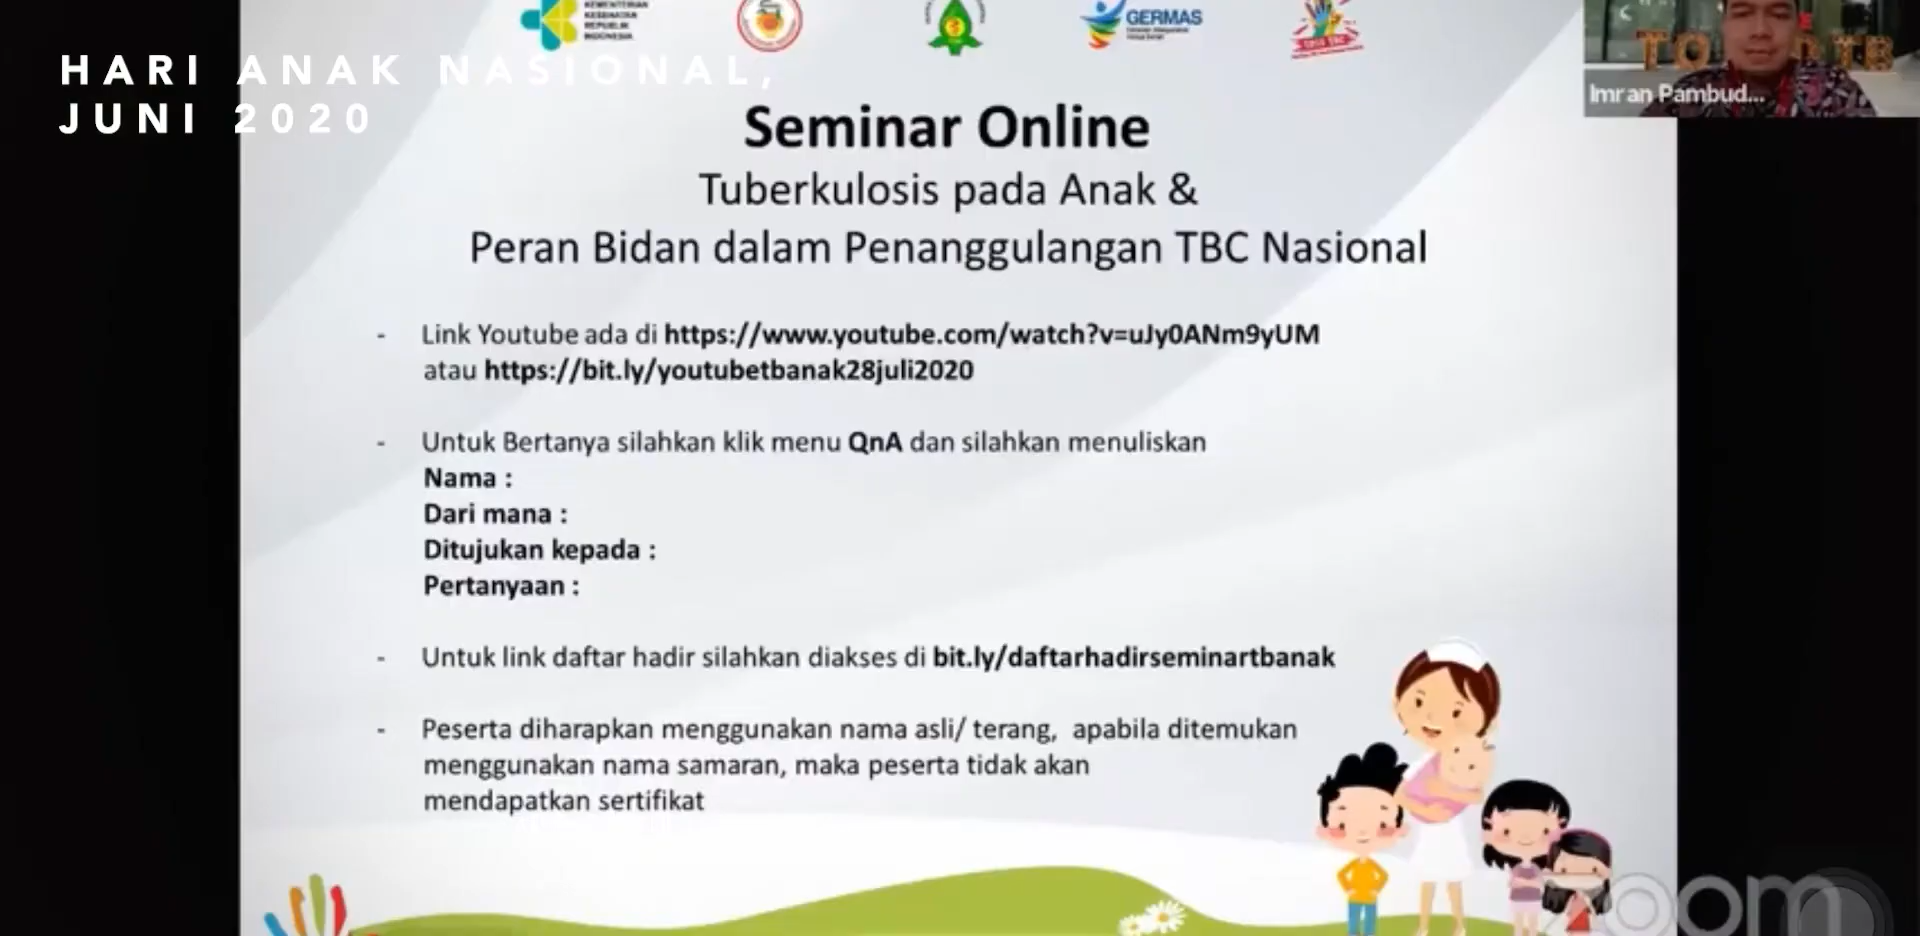 KEMENTERIAN
KESEHATAN
REPUBLIK
INDONESIA
GERMAS
HARI ANAK NASIONAL,
JUNI 2020
Imran Pambud...
Seminar Online
Tuberkulosis pada Anak &
Peran Bidan dalam Penanggulangan TBC Nasional
- Link Youtube ada di https://www.youtube.com/watch?v=uJy0ANm9yUM
atau https://bit.ly/youtubetbanak28juli2020
- Untuk Bertanya silahkan klik menu QnA dan silahkan menuliskan
Nama :
Dari mana :
Ditujukan kepada :
Pertanyaan :
- Untuk link daftar hadir silahkan diakses di bit.ly/daftarhadirseminartbanak
- Peserta diharapkan menggunakan nama asli/ terang, apabila ditemukan
menggunakan nama samaran, maka peserta tidak akan
mendapatkan sertifikat
zoom